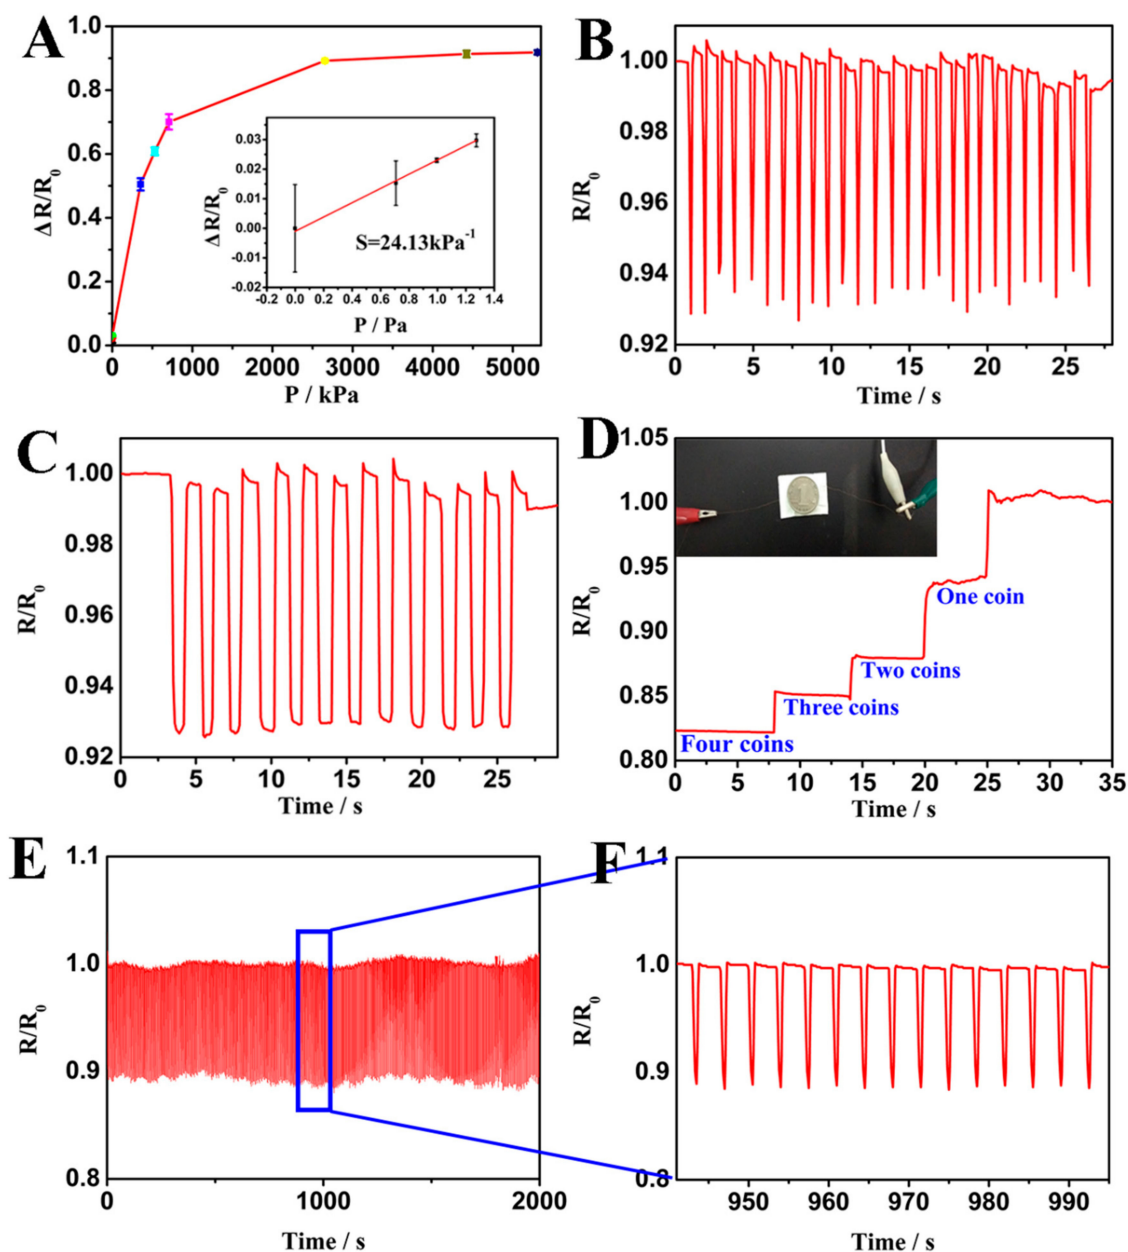 A
ΔR/R0
1.0
0.8
0.6
0.4
0.2
0.0
0 1000 2000 3000 4000 5000
P / kPa
ΔR/R0
0.03
0.02
0.01
0.00
-0.01
-0.02
S=24.13kPa-1
-0.2 0.0 0.2 0.4 0.6 0.8 1.0 1.2 1.4
P / Pa
B
R/R0
1.00
0.98
0.96
0.94
0.92
0 5 10 15 20 25
Time / s
C
R/R0
1.00
0.98
0.96
0.94
0.92
0 5 10 15 20 25
Time / s
D
R/R0
1.05
1.00
0.95
0.90
0.85
0.80
One coin
Two coins
Three coins
Four coins
0 5 10 15 20 25 30 35
Time / s
E
R/R0
1.1
1.0
0.9
0.8
0 1000 2000
Time / s
F
R/R0
1.1
1.0
0.9
0.8
950 960 970 980 990
Time / s